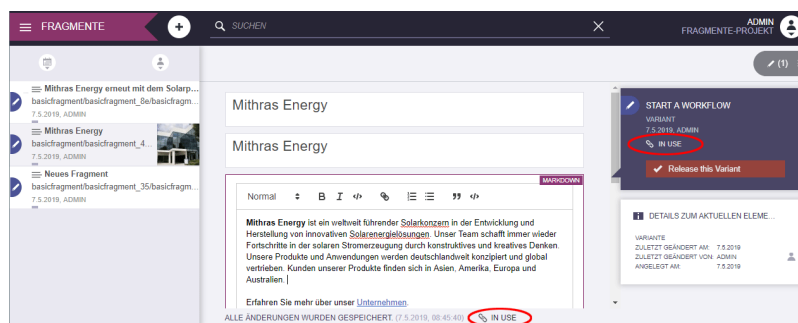 FRAGMENTE
SUCHEN
ADMIN
FRAGMENTE-PROJEKT
(1)
Mithras Energy erneut mit dem Solarp...
basicfragment/basicfragment_8e/basicfragm...
7.5.2019, ADMIN
Mithras Energy
basicfragment/basicfragment_4...
7.5.2019, ADMIN
Neues Fragment
basicfragment/basicfragment_35/basicfragm...
7.5.2019, ADMIN
Mithras Energy
Mithras Energy
MARKDOWN
Normal
Mithras Energy ist ein weltweit führender Solarkonzern in der Entwicklung und
Herstellung von innovativen Solarenergielösungen. Unser Team schafft immer wieder
Fortschritte in der solaren Stromerzeugung durch konstruktives und kreatives Denken.
Unsere Produkte und Anwendungen werden deutschlandweit konzipiert und global
vertrieben. Kunden unserer Produkte finden sich in Asien, Amerika, Europa und
Australien.
Erfahren Sie mehr über unser Unternehmen.
ALLE ÄNDERUNGEN WURDEN GESPEICHERT. (7.5.2019, 08:45:40) IN USE
START A WORKFLOW
VARIANT
7.5.2019, ADMIN
IN USE
Release this Variant
DETAILS ZUM AKTUELLEN ELEME...
VARIANTE
ZULETZT GEÄNDERT AM: 7.5.2019
ZULETZT GEÄNDERT VON: ADMIN
ANGELEGT AM: 7.5.2019